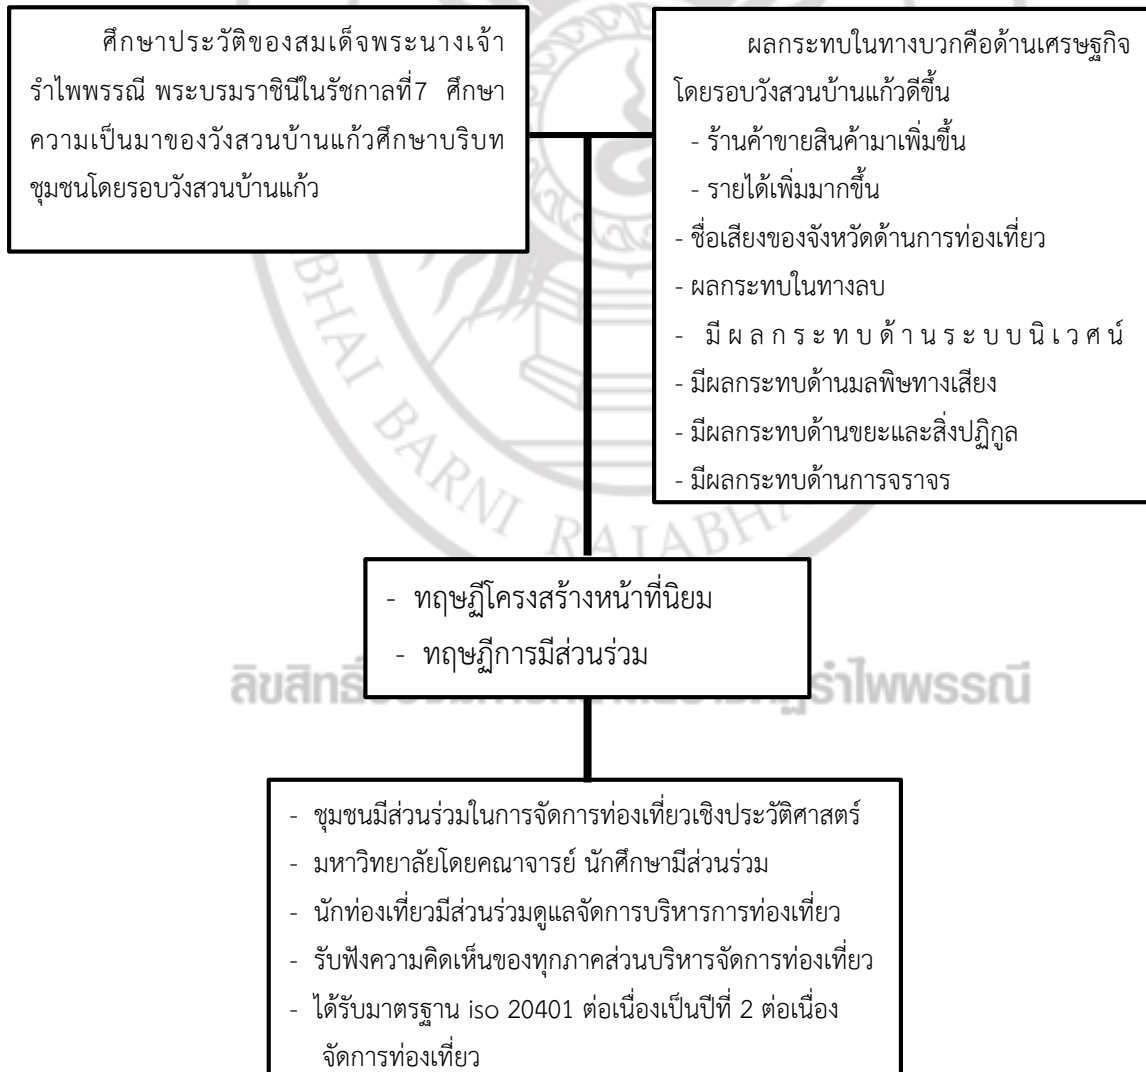 ศึกษาประวัติของสมเด็จพระนางเจ้า
รำไพพรรณี พระบรมราชินีในรัชกาลที่7 ศึกษา
ความเป็นมาของวังสวนบ้านแก้วศึกษาบริบท
ชุมชนโดยรอบวังสวนบ้านแก้ว
ผลกระทบในทางบวกคือด้านเศรษฐกิจ
โดยรอบวังสวนบ้านแก้วดีขึ้น
- ร้านค้าขายสินค้ามาเพิ่มขึ้น
- รายได้เพิ่มมากขึ้น
- ชื่อเสียงของจังหวัดด้านการท่องเที่ยว
- ผลกระทบในทางลบ
- มีผลกระทบด้านระบบนิเวศน์
- มีผลกระทบด้านมลพิษทางเสียง
- มีผลกระทบด้านขยะและสิ่งปฏิกูล
- มีผลกระทบด้านการจราจร
BHAI BARNI RAJABHA
- ทฤษฎีโครงสร้างหน้าที่นิยม
- ทฤษฎีการมีส่วนร่วม
ลิขสิทธิ์ รำไพพรรณี
- ชุมชนมีส่วนร่วมในการจัดการท่องเที่ยวเชิงประวัติศาสตร์
- มหาวิทยาลัยโดยคณาจารย์ นักศึกษามีส่วนร่วม
- นักท่องเที่ยวมีส่วนร่วมดูแลจัดการบริหารการท่องเที่ยว
- รับฟังความคิดเห็นของทุกภาคส่วนบริหารจัดการท่องเที่ยว
- ได้รับมาตรฐาน iso 20401 ต่อเนื่องเป็นปีที่ 2 ต่อเนื่อง
จัดการท่องเที่ยว